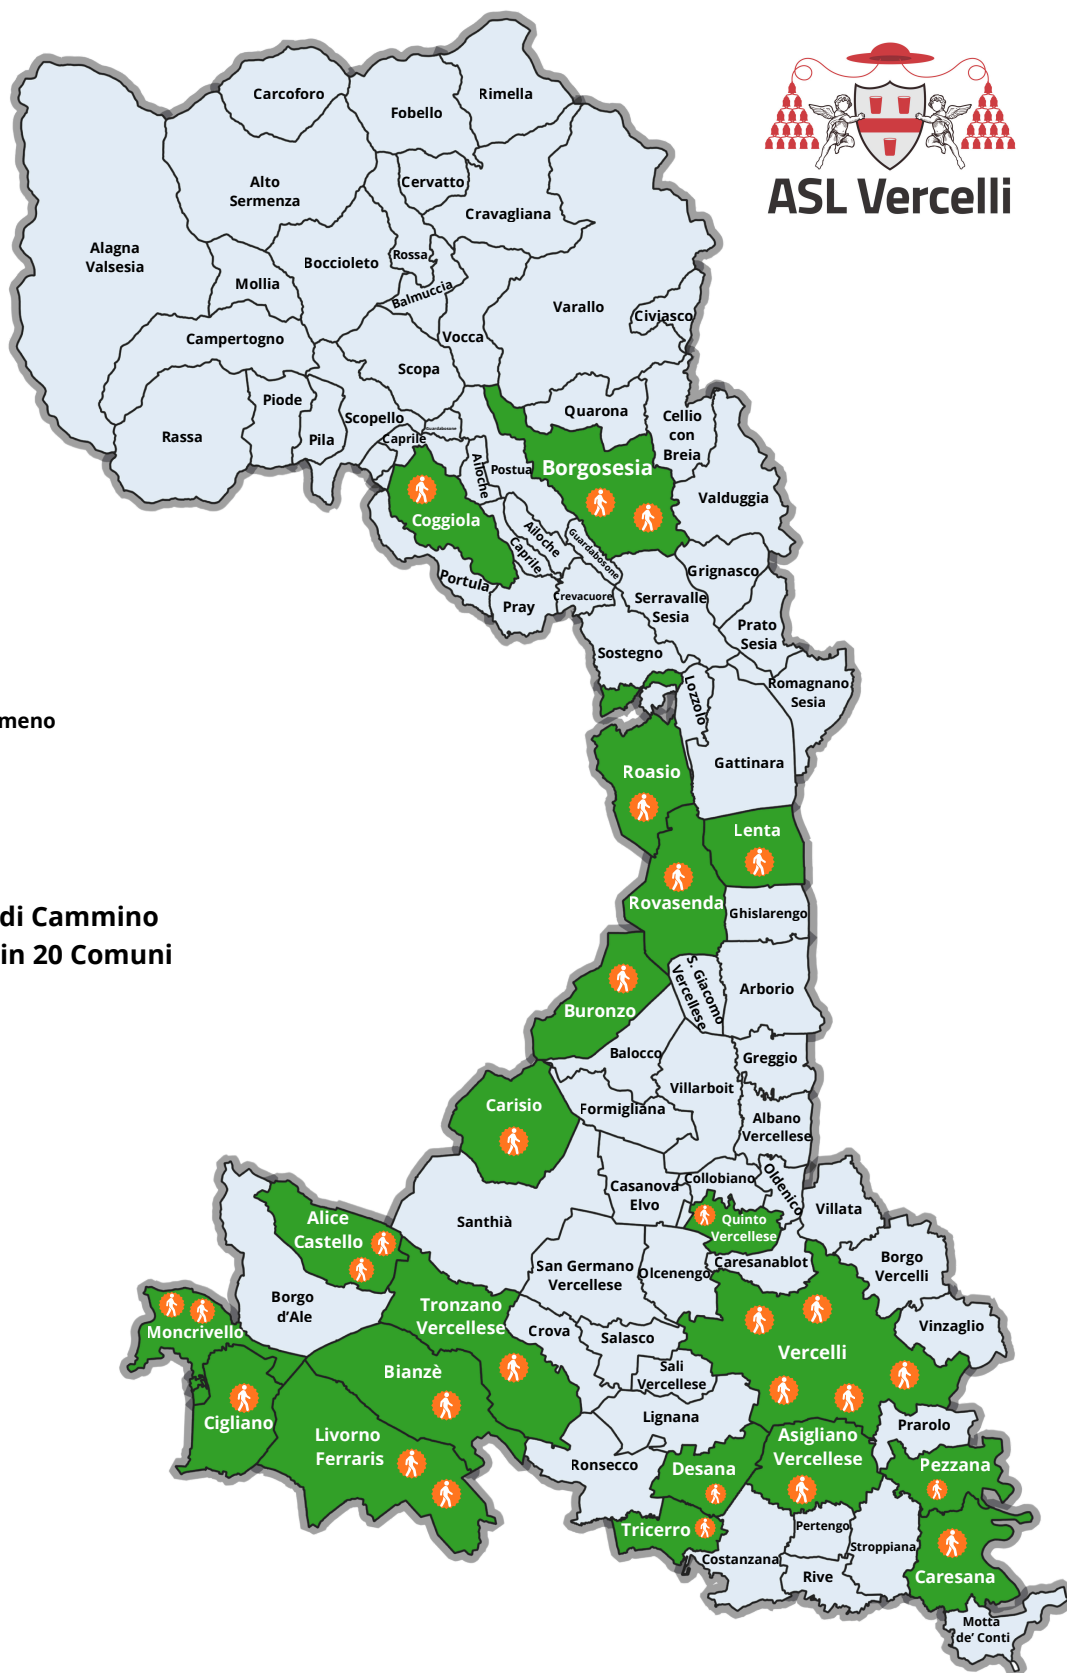 ASL Vercelli
Carcoforo
Rimella
Fobello
Alto
Sermenza
Cervatto
Cravagliana
Alagna
Valsesia
Rossa
Boccioleto
Mollia
Balmuccia
Varallo
Civiasco
Campertogno
Vocca
Scopa
Piode
Quarona
Cellio
con
Breia
Scopello
Rassa
Pila
Caprile
Guardabosone
Ailoche
Postua
Borgosesia
Valduggia
Coggiola
Ailoche
Caprile
Guardabosone
Grignasco
Portula
Pray
Crevacuore
Serravalle
Sesia
Prato
Sesia
Sostegno
Lozzolo
Romagnano
Sesia
meno
Gattinara
Roasio
Lenta
Rovasenda
Ghislarengo
di Cammino
in 20 Comuni
S. Giacomo
Vercellese
Arborio
Buronzo
Balocco
Greggio
Villarboit
Carisio
Formigliana
Albano
Vercellese
Collobiano
Oldenico
Casanova
Elvo
Villata
Alice
Castello
Santhià
Quinto
Vercellese
Caresanablot
Borgo
Vercelli
San Germano
Vercellese
Olcenengo
Borgo
d’Ale
Tronzano
Vercellese
Moncrivello
Crova
Salasco
Vinzaglio
Vercelli
Bianzè
Sali
Vercellese
Cigliano
Lignana
Prarolo
Livorno
Ferraris
Asigliano
Vercellese
Ronsecco
Desana
Pezzana
Tricerro
Pertengo
Stroppiana
Costanzana
Rive
Caresana
Motta
de’ Conti